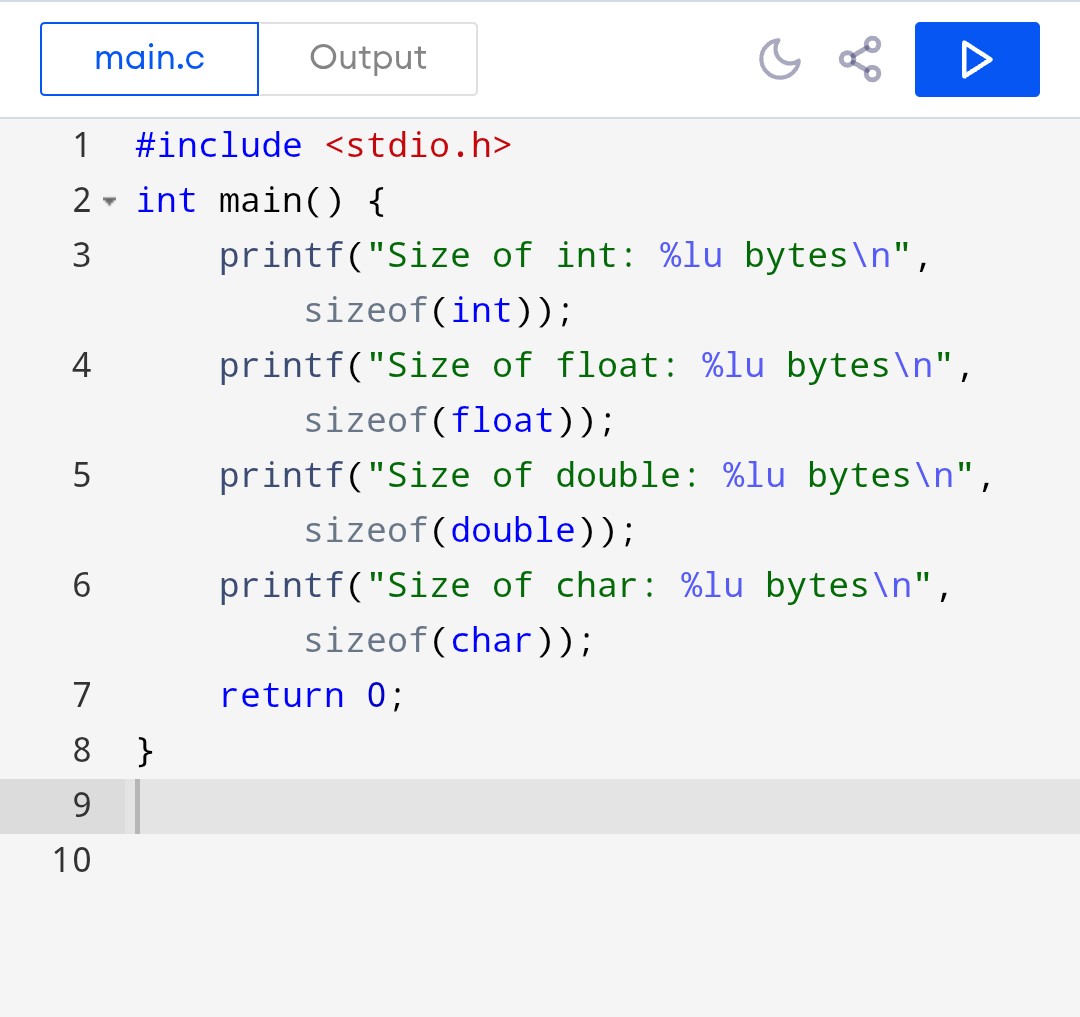 main.c Output
1 #include <stdio.h>
2 int main() {
3 printf("Size of int: %lu bytes\n",
sizeof(int));
4 printf("Size of float: %lu bytes\n",
sizeof(float));
5 printf("Size of double: %lu bytes\n",
sizeof(double));
6 printf("Size of char: %lu bytes\n",
sizeof(char));
7 return 0;
8 }
9
10